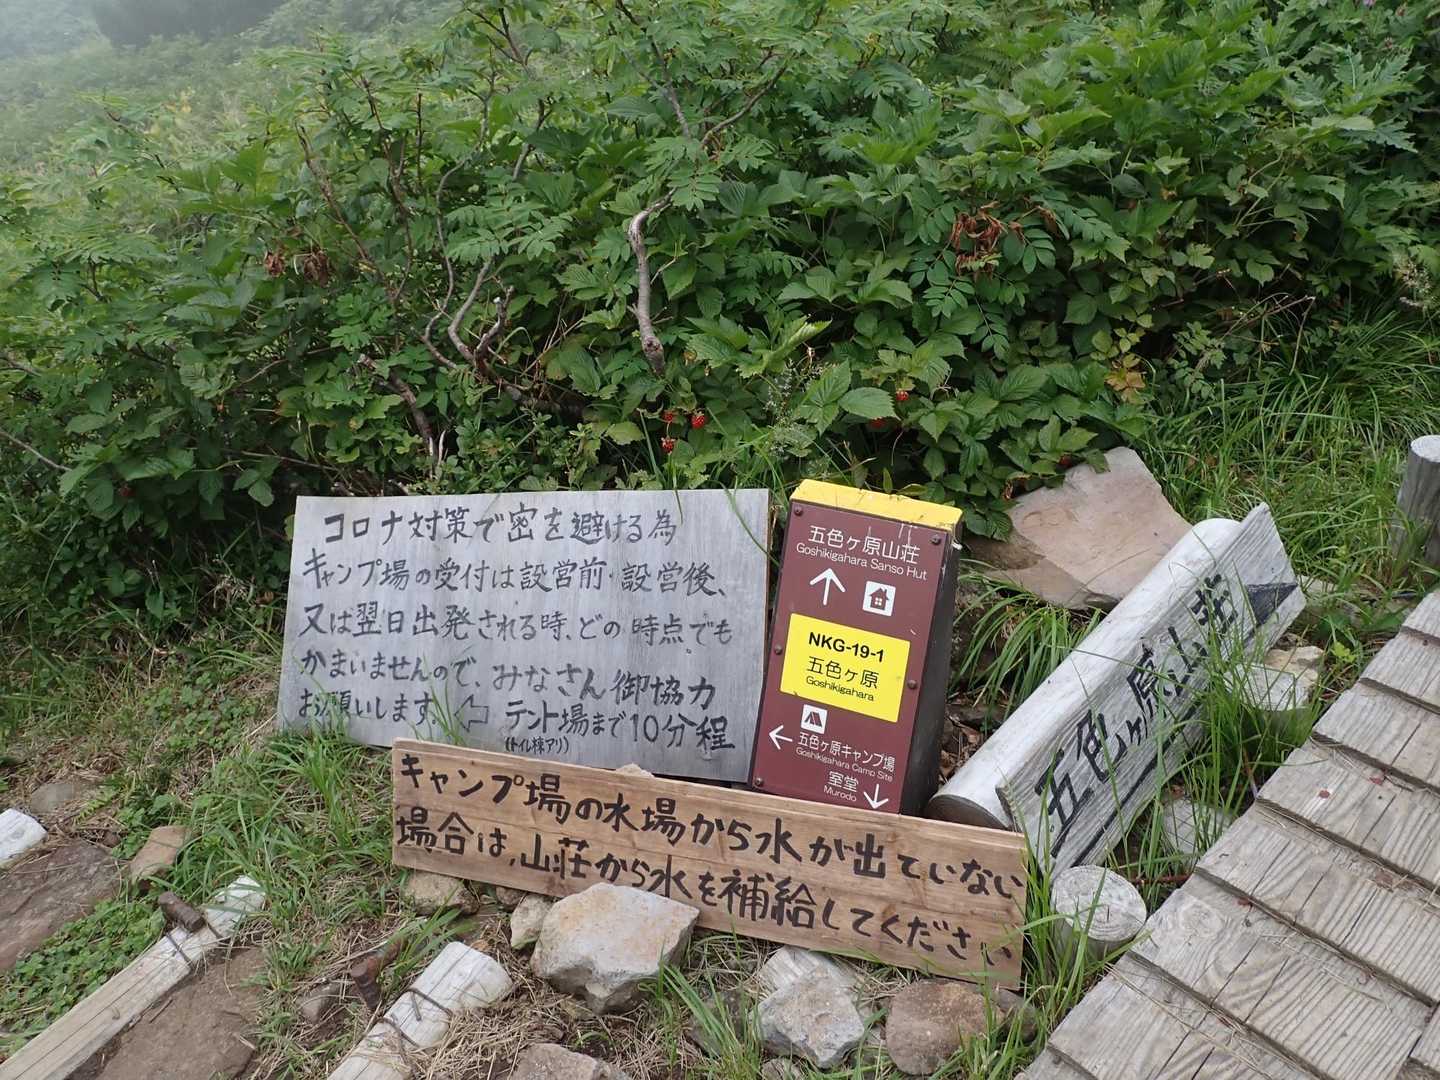 コロナ対策で密を避ける為
キャンプ場の受付は設営前・設営後、
又は翌日出発される時、どの時点でも
かまいませんので、みなさん御協力
お願いします。 テント場まで10分程
(トイレ棟アリ)
五色ヶ原山荘
Goshikigahara Sanso Hut
NKG-19-1
五色ヶ原
Goshikigahara
五色ヶ原キャンプ場
Goshikigahara Camp Site
室堂
Murodo
五色ヶ原山荘
キャンプ場の水場から水が出ていない
場合は、山荘から水を補給してください